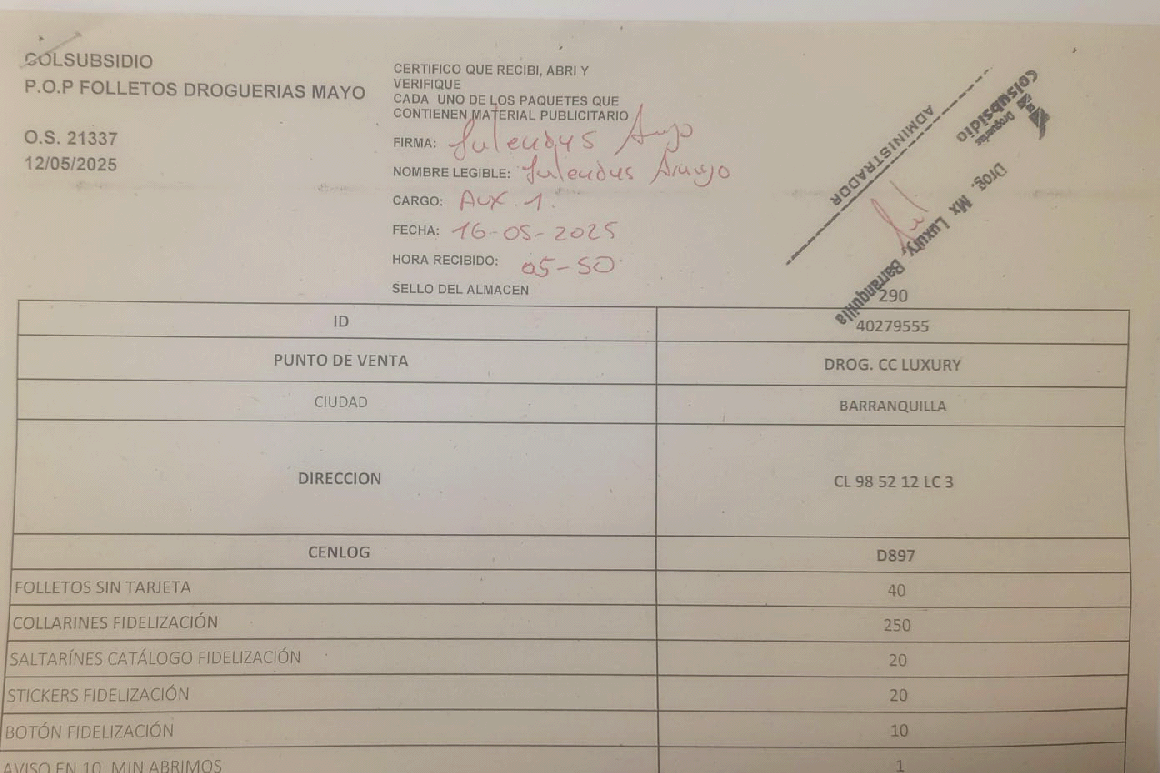 COLSUBSIDIO
P.O.P FOLLETOS DROGUERIAS MAYO
O.S. 21337
12/05/2025
CERTIFICO QUE RECIBI, ABRI Y
VERIFIQUE
CADA UNO DE LOS PAQUETES QUE
CONTIENEN MATERIAL PUBLICITARIO
FIRMA:
NOMBRE LEGIBLE: Araujo
CARGO: Aux 1.
FECHA: 16-05-2025
HORA RECIBIDO: 05-50
SELLO DEL ALMACEN
ADMINISTRADOR
Droguerías
Colsubsidio
Drog. Mx Luxury, Barranquilla
290
ID 40279555
PUNTO DE VENTA DROG. CC LUXURY
CIUDAD BARRANQUILLA
DIRECCION CL 98 52 12 LC 3
CENLOG D897
FOLLETOS SIN TARJETA 40
COLLARINES FIDELIZACIÓN 250
SALTARÍNES CATÁLOGO FIDELIZACIÓN 20
STICKERS FIDELIZACIÓN 20
BOTÓN FIDELIZACIÓN 10
AVISO EN 10 MIN ABRIMOS 1